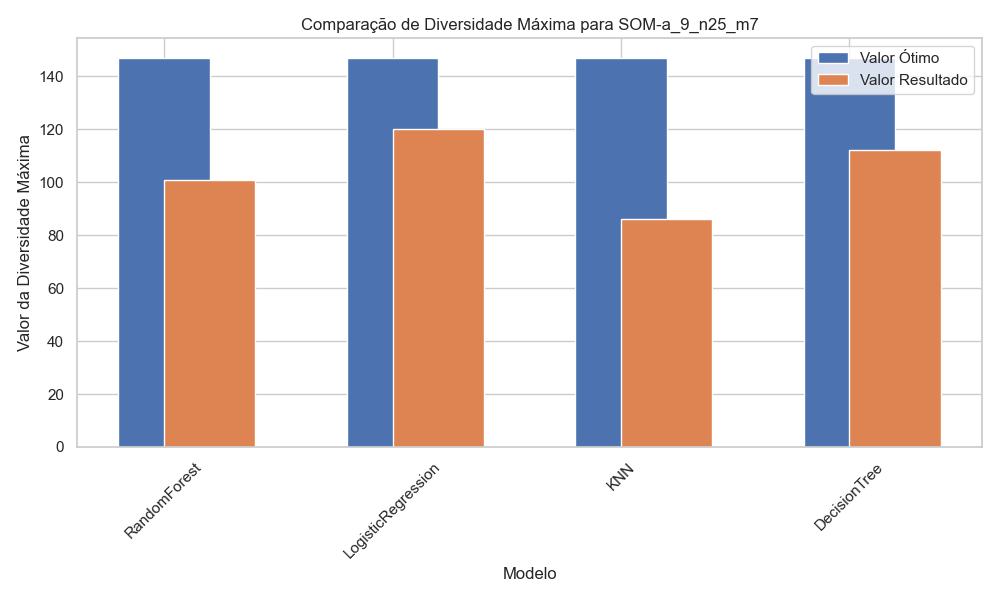 Comparação de Diversidade Máxima para SOM-a_9_n25_m7
Valor Ótimo
Valor Resultado
Valor da Diversidade Máxima
140
120
100
80
60
40
20
0
RandomForest
LogisticRegression
KNN
DecisionTree
Modelo